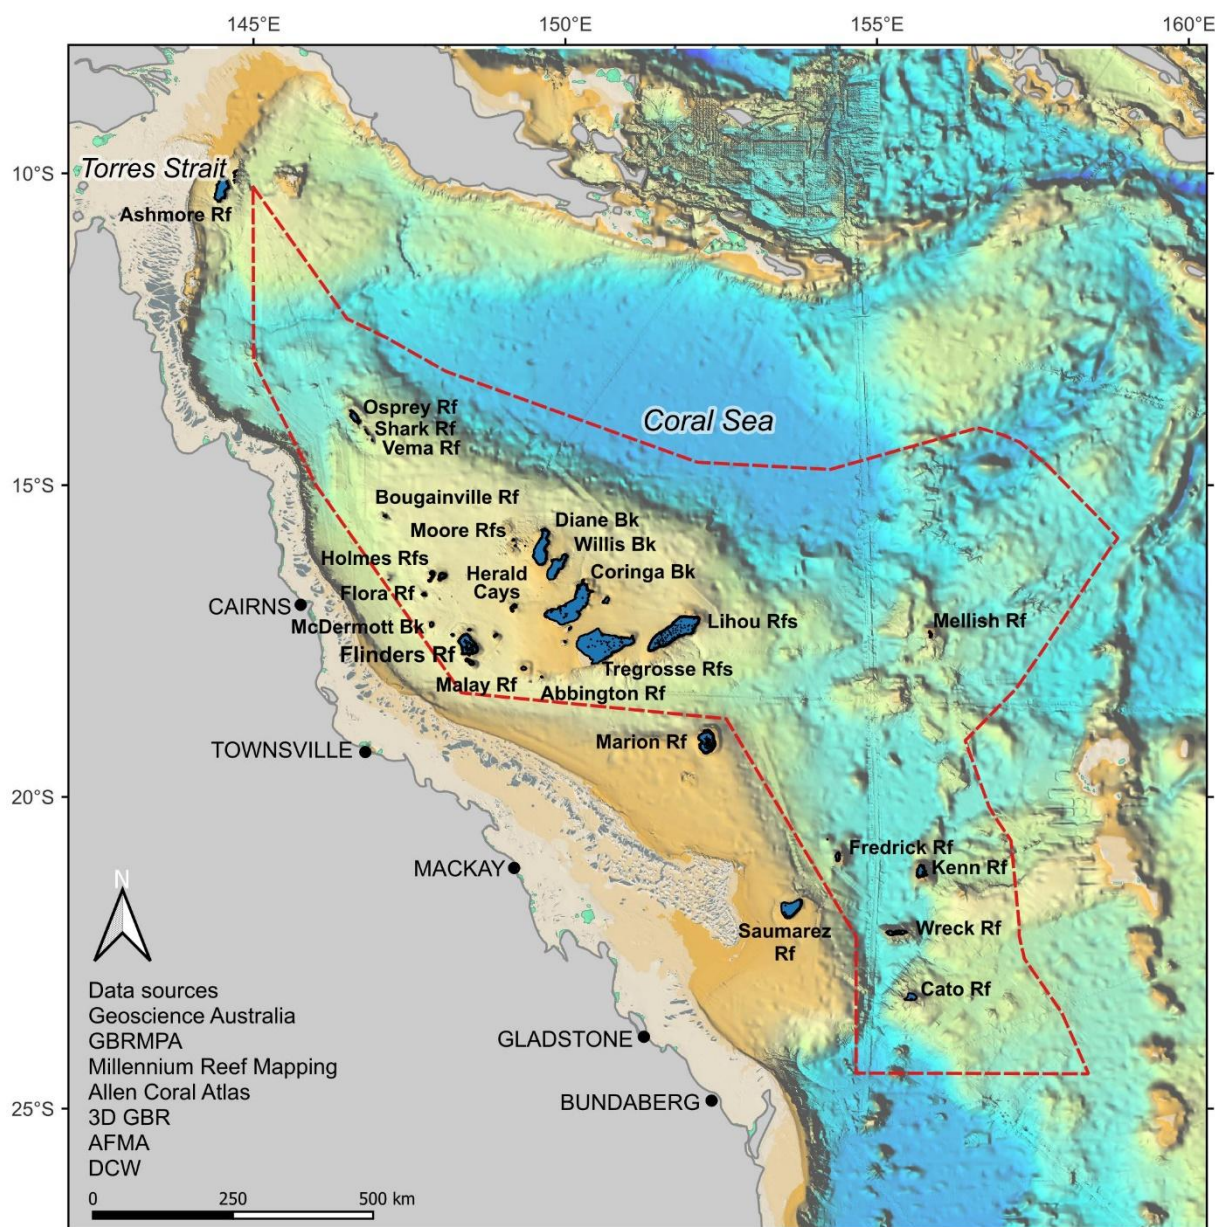 145°E
150°E
155°E
160°E
10°S
Torres Strait
Ashmore Rf
Osprey Rf
Shark Rf
Vema Rf
Coral Sea
15°S
Bougainville Rf
Moore Rfs
Diane Bk
Willis Bk
Holmes Rfs
Herald
Cays
Coringa Bk
Flora Rf
CAIRNS
McDermott Bk
Lihou Rfs
Mellish Rf
Flinders Rf
Tregrosse Rfs
Malay Rf
Abbington Rf
Marion Rf
TOWNSVILLE
20°S
Fredrick Rf
MACKAY
Kenn Rf
Saumarez
Rf
Wreck Rf
Cato Rf
N
Data sources
Geoscience Australia
GBRMPA
Millennium Reef Mapping
Allen Coral Atlas
3D GBR
AFMA
DCW
GLADSTONE
BUNDABERG
25°S
0
250
500 km